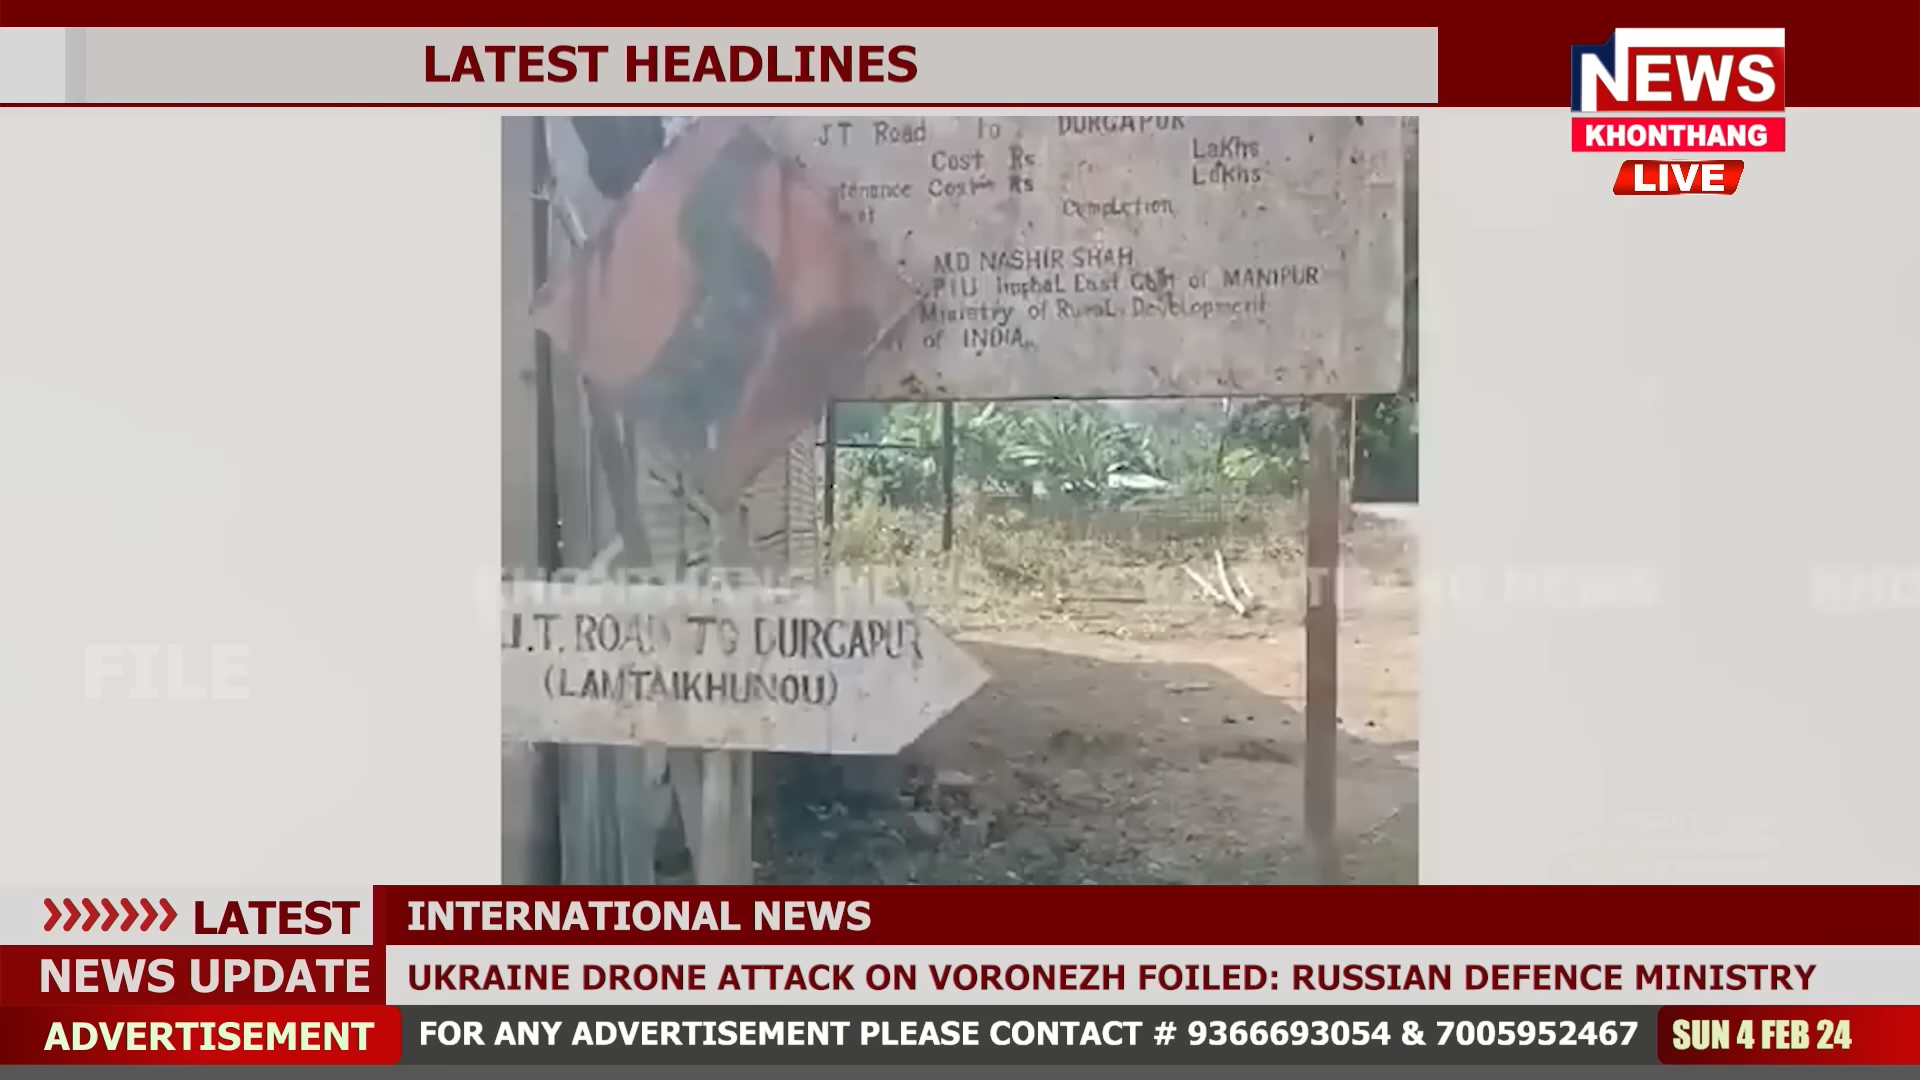 LATEST HEADLINES
NEWS
KHONTHANG
LIVE
J T Road To DURGAPUR
Cost Rs Lakhs
Cost Rs Lakhs
Completion
MD NASHIR SHAH
PIU Imphal East Govt of MANIPUR
Ministry of Rural Development
of INDIA
KHONTHANG NEWS
NEWS
FILE
J.T. ROAD TO DURGAPUR
(LAMTAIKHUNOU)
LATEST
NEWS UPDATE
INTERNATIONAL NEWS
UKRAINE DRONE ATTACK ON VORONEZH FOILED: RUSSIAN DEFENCE MINISTRY
ADVERTISEMENT
FOR ANY ADVERTISEMENT PLEASE CONTACT # 9366693054 & 7005952467
SUN 4 FEB 24